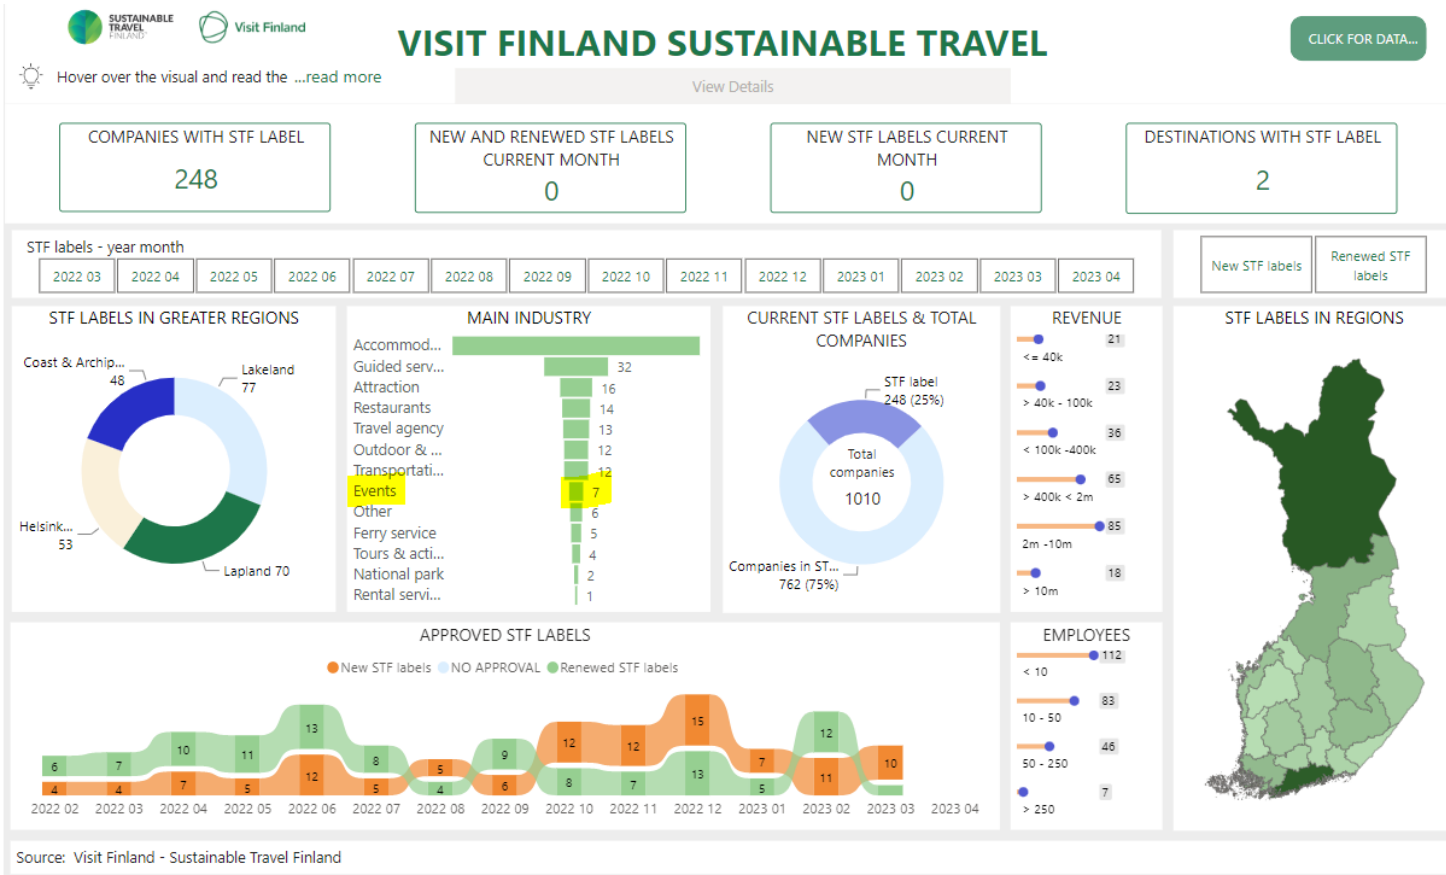 SUSTAINABLE
TRAVEL
FINLAND
Visit Finland
VISIT FINLAND SUSTAINABLE TRAVEL
CLICK FOR DATA...
Hover over the visual and read the ...read more
View Details
COMPANIES WITH STF LABEL
248
NEW AND RENEWED STF LABELS
CURRENT MONTH
0
NEW STF LABELS CURRENT
MONTH
0
DESTINATIONS WITH STF LABEL
2
STF labels - year month
2022 03 2022 04 2022 05 2022 06 2022 07 2022 08 2022 09 2022 10 2022 11 2022 12 2023 01 2023 02 2023 03 2023 04
New STF labels
Renewed STF
labels
STF LABELS IN GREATER REGIONS
Coast & Archip...
48
Lakeland
77
Helsink...
53
Lapland 70
MAIN INDUSTRY
Accommod...
Guided serv... 32
Attraction 16
Restaurants 14
Travel agency 13
Outdoor & ... 12
Transportati... 12
Events 7
Other 6
Ferry service 5
Tours & acti... 4
National park 2
Rental servi... 1
CURRENT STF LABELS & TOTAL
COMPANIES
STF label
248 (25%)
Total
companies
1010
Companies in ST...
762 (75%)
REVENUE
21
<= 40k
23
> 40k - 100k
36
< 100k -400k
65
> 400k < 2m
85
2m -10m
18
> 10m
STF LABELS IN REGIONS
APPROVED STF LABELS
New STF labels NO APPROVAL Renewed STF labels
6 7 10 11 13 8 5 9 12 12 15 7 12 10
4 4 7 5 12 5 4 6 8 7 13 5 11
2022 02 2022 03 2022 04 2022 05 2022 06 2022 07 2022 08 2022 09 2022 10 2022 11 2022 12 2023 01 2023 02 2023 03 2023 04
EMPLOYEES
112
< 10
83
10 - 50
46
50 - 250
7
> 250
Source: Visit Finland - Sustainable Travel Finland